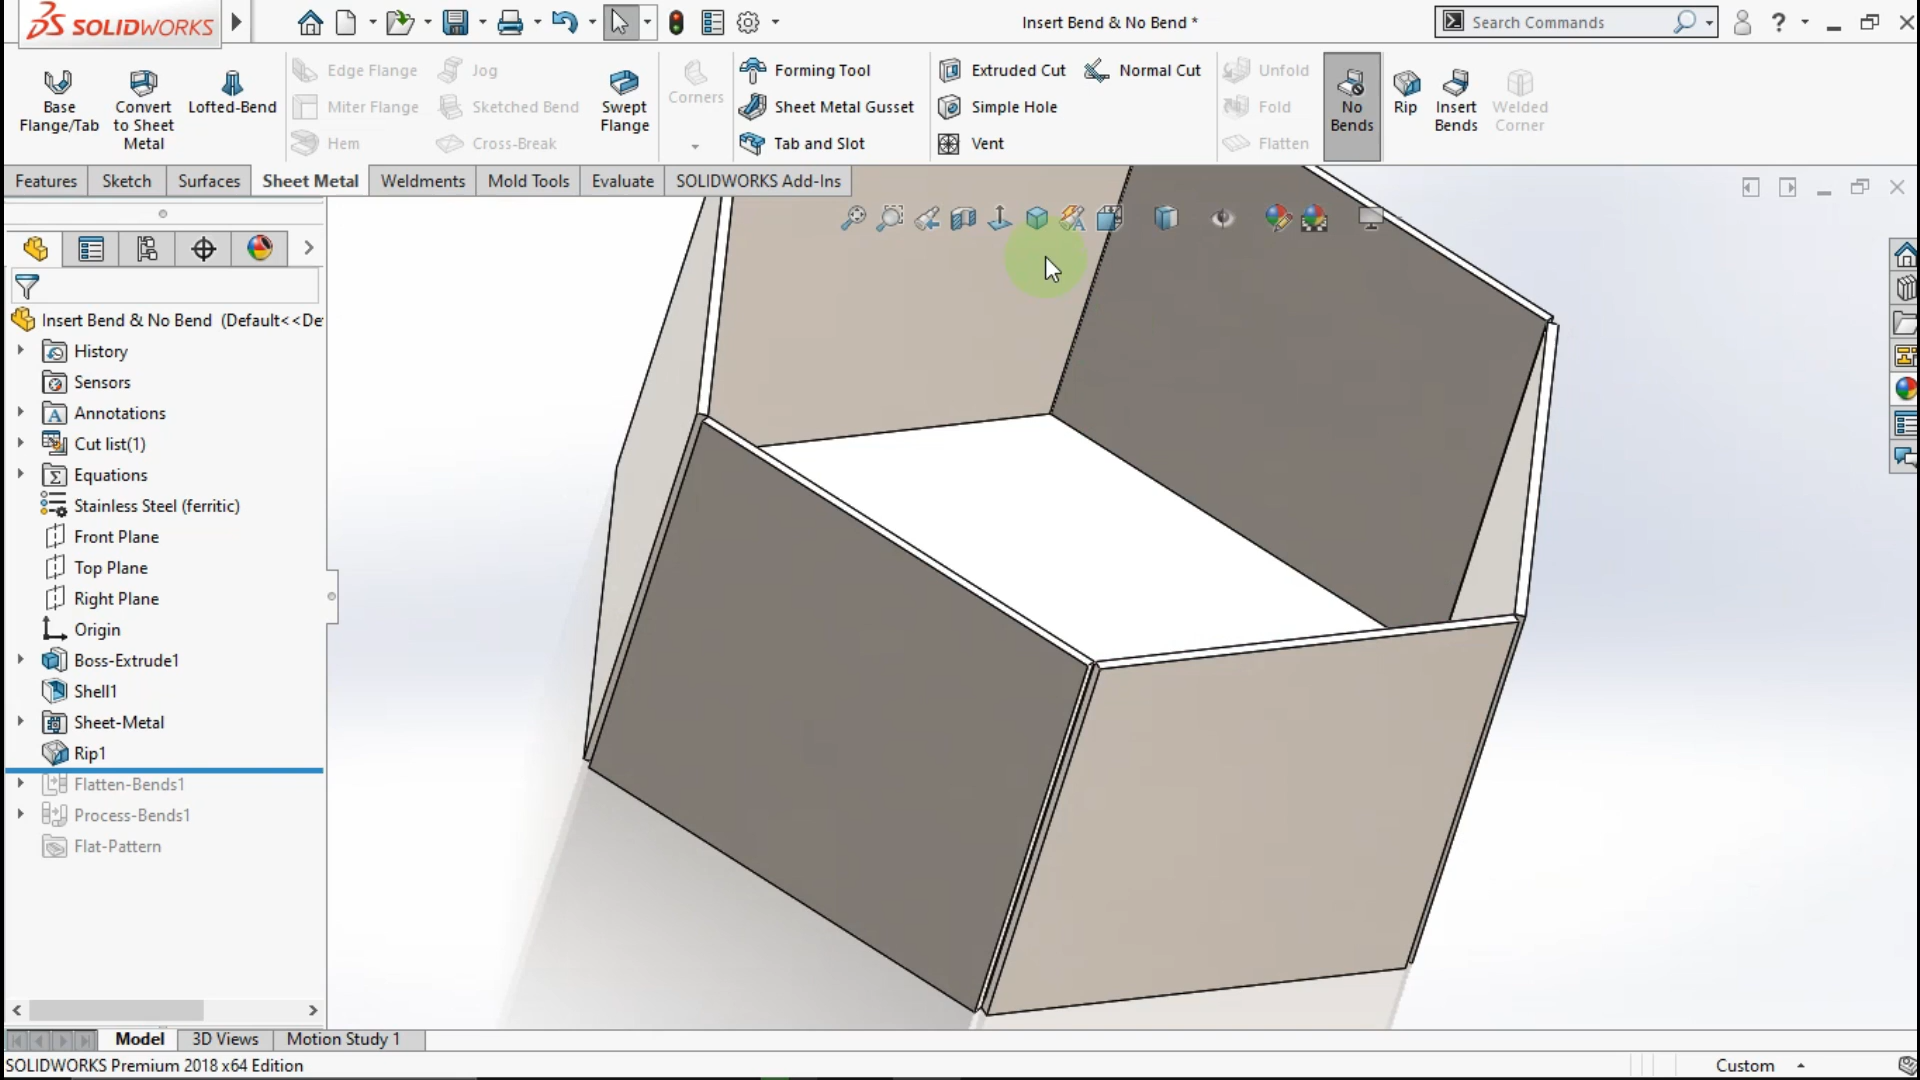 SOLIDWORKS
Insert Bend & No Bend *
Search Commands
?
Base Flange/Tab
Convert to Sheet Metal
Lofted-Bend
Edge Flange
Miter Flange
Hem
Jog
Sketched Bend
Cross-Break
Swept Flange
Corners
Forming Tool
Sheet Metal Gusset
Tab and Slot
Extruded Cut
Simple Hole
Vent
Normal Cut
Unfold
Fold
Flatten
No Bends
Rip
Insert Bends
Welded Corner
Features
Sketch
Surfaces
Sheet Metal
Weldments
Mold Tools
Evaluate
SOLIDWORKS Add-Ins
Insert Bend & No Bend (Default<<De
History
Sensors
Annotations
Cut list(1)
Equations
Stainless Steel (ferritic)
Front Plane
Top Plane
Right Plane
Origin
Boss-Extrude1
Shell1
Sheet-Metal
Rip1
Flatten-Bends1
Process-Bends1
Flat-Pattern
Model
3D Views
Motion Study 1
SOLIDWORKS Premium 2018 x64 Edition
Custom